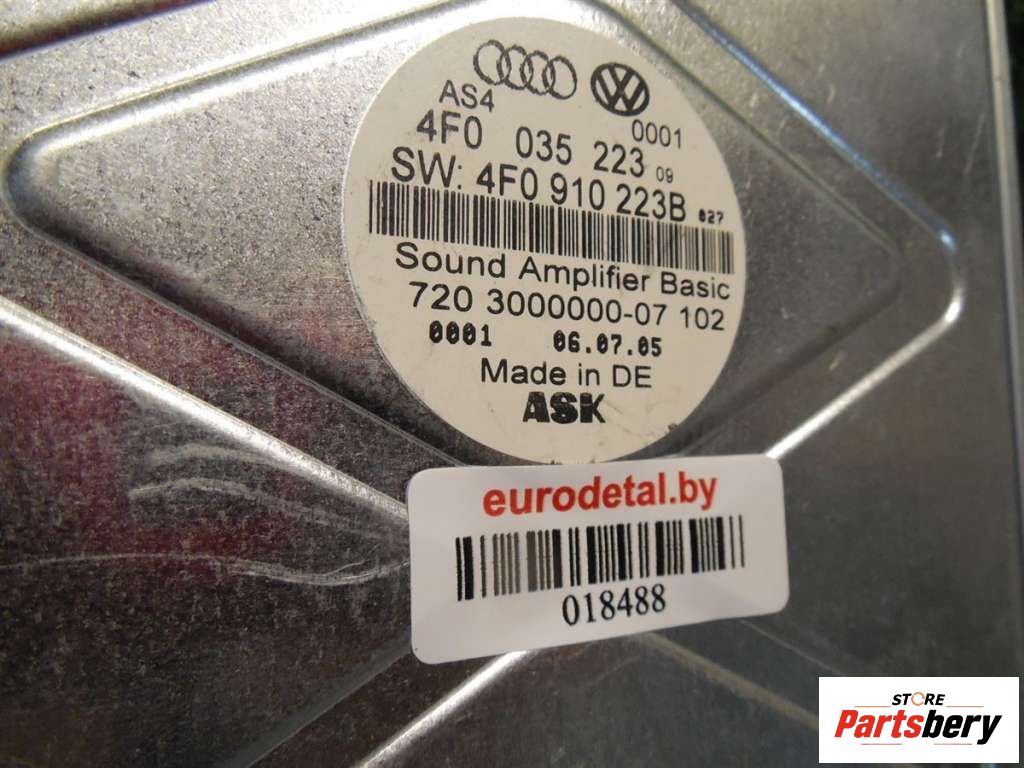 AS4
0001
4F0 035 223 09
SW: 4F0 910 223B 027
Sound Amplifier Basic
720 3000000-07 102
0001 06.07.05
Made in DE
ASK
eurodetal.by
018488
STORE
Partsbery